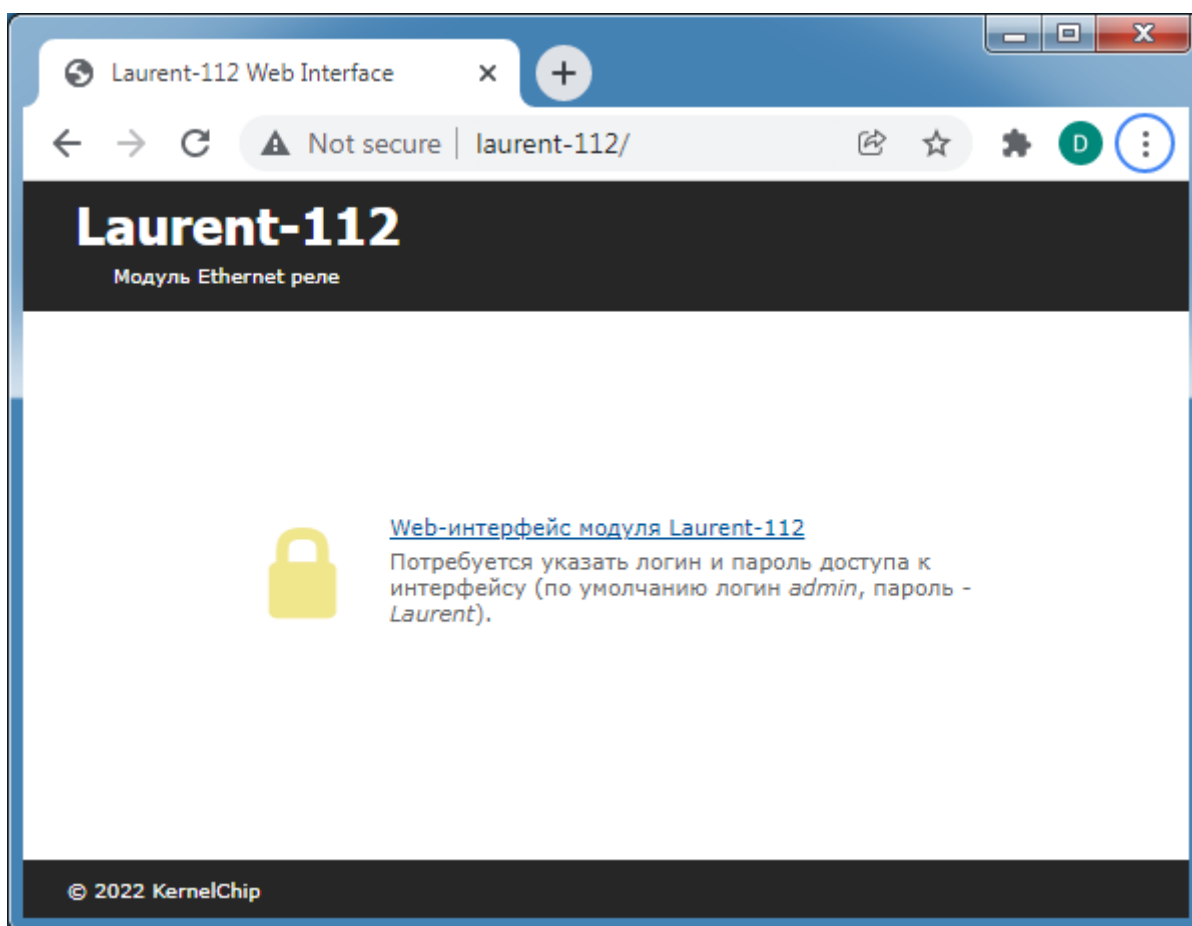 Laurent-112 Web Interface
Not secure | laurent-112/
D
Laurent-112
Модуль Ethernet реле
Web-интерфейс модуля Laurent-112
Потребуется указать логин и пароль доступа к
интерфейсу (по умолчанию логин admin, пароль -
Laurent).
© 2022 KernelChip